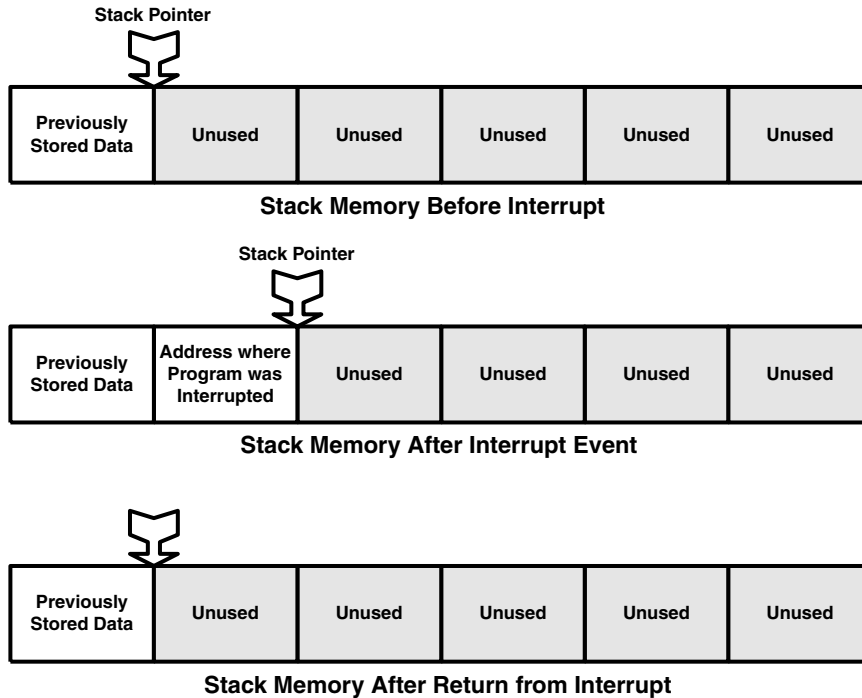 Stack Pointer
Previously
Stored Data
Unused
Unused
Unused
Unused
Unused
Stack Memory Before Interrupt
Stack Pointer
Previously
Stored Data
Address where
Program was
Interrupted
Unused
Unused
Unused
Unused
Stack Memory After Interrupt Event
Previously
Stored Data
Unused
Unused
Unused
Unused
Unused
Stack Memory After Return from Interrupt